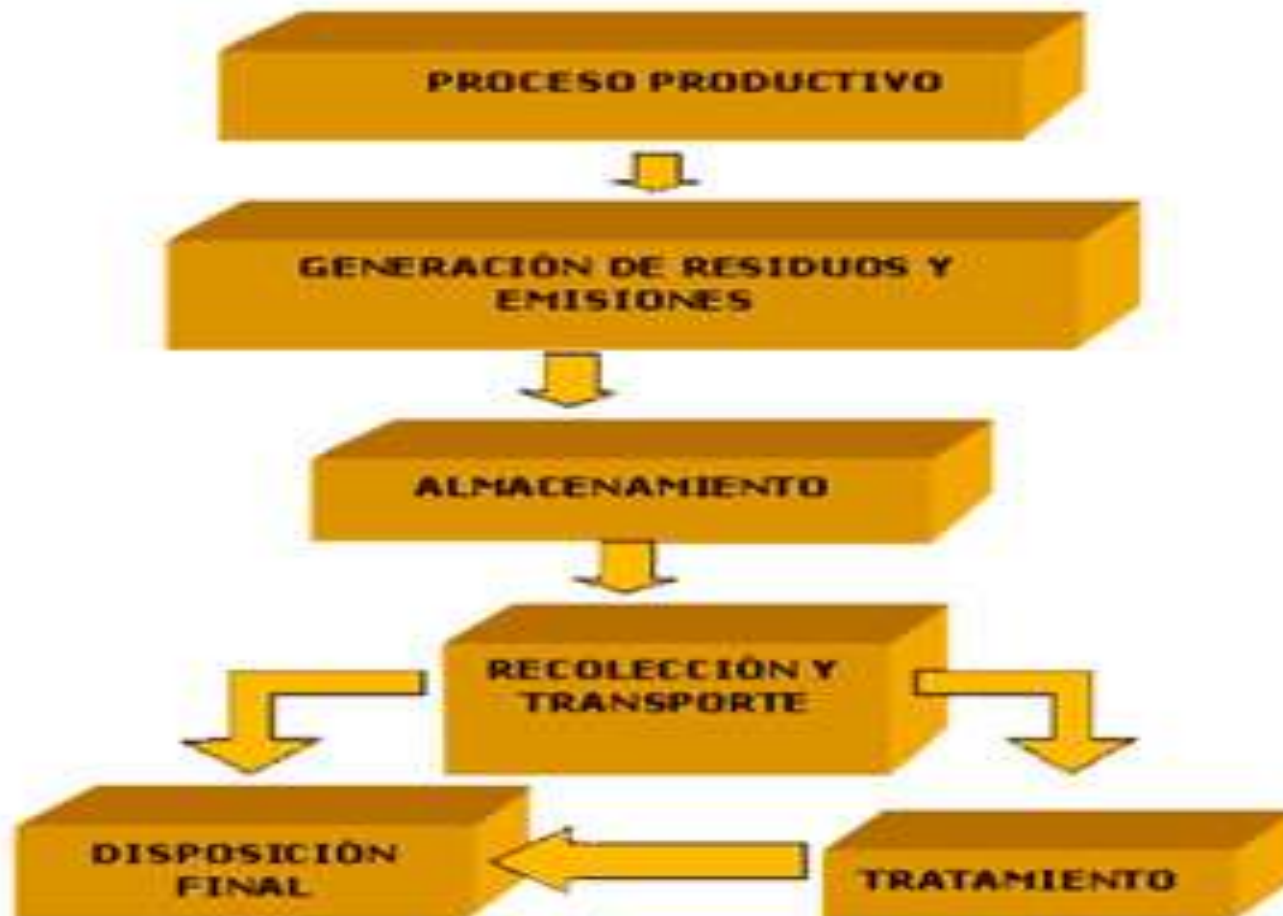 PROCESO PRODUCTIVO
GENERACIÓN DE RESIDUOS Y
EMISIONES
ALMACENAMIENTO
RECOLECCIÓN Y
TRANSPORTE
DISPOSICIÓN
FINAL
TRATAMIENTO